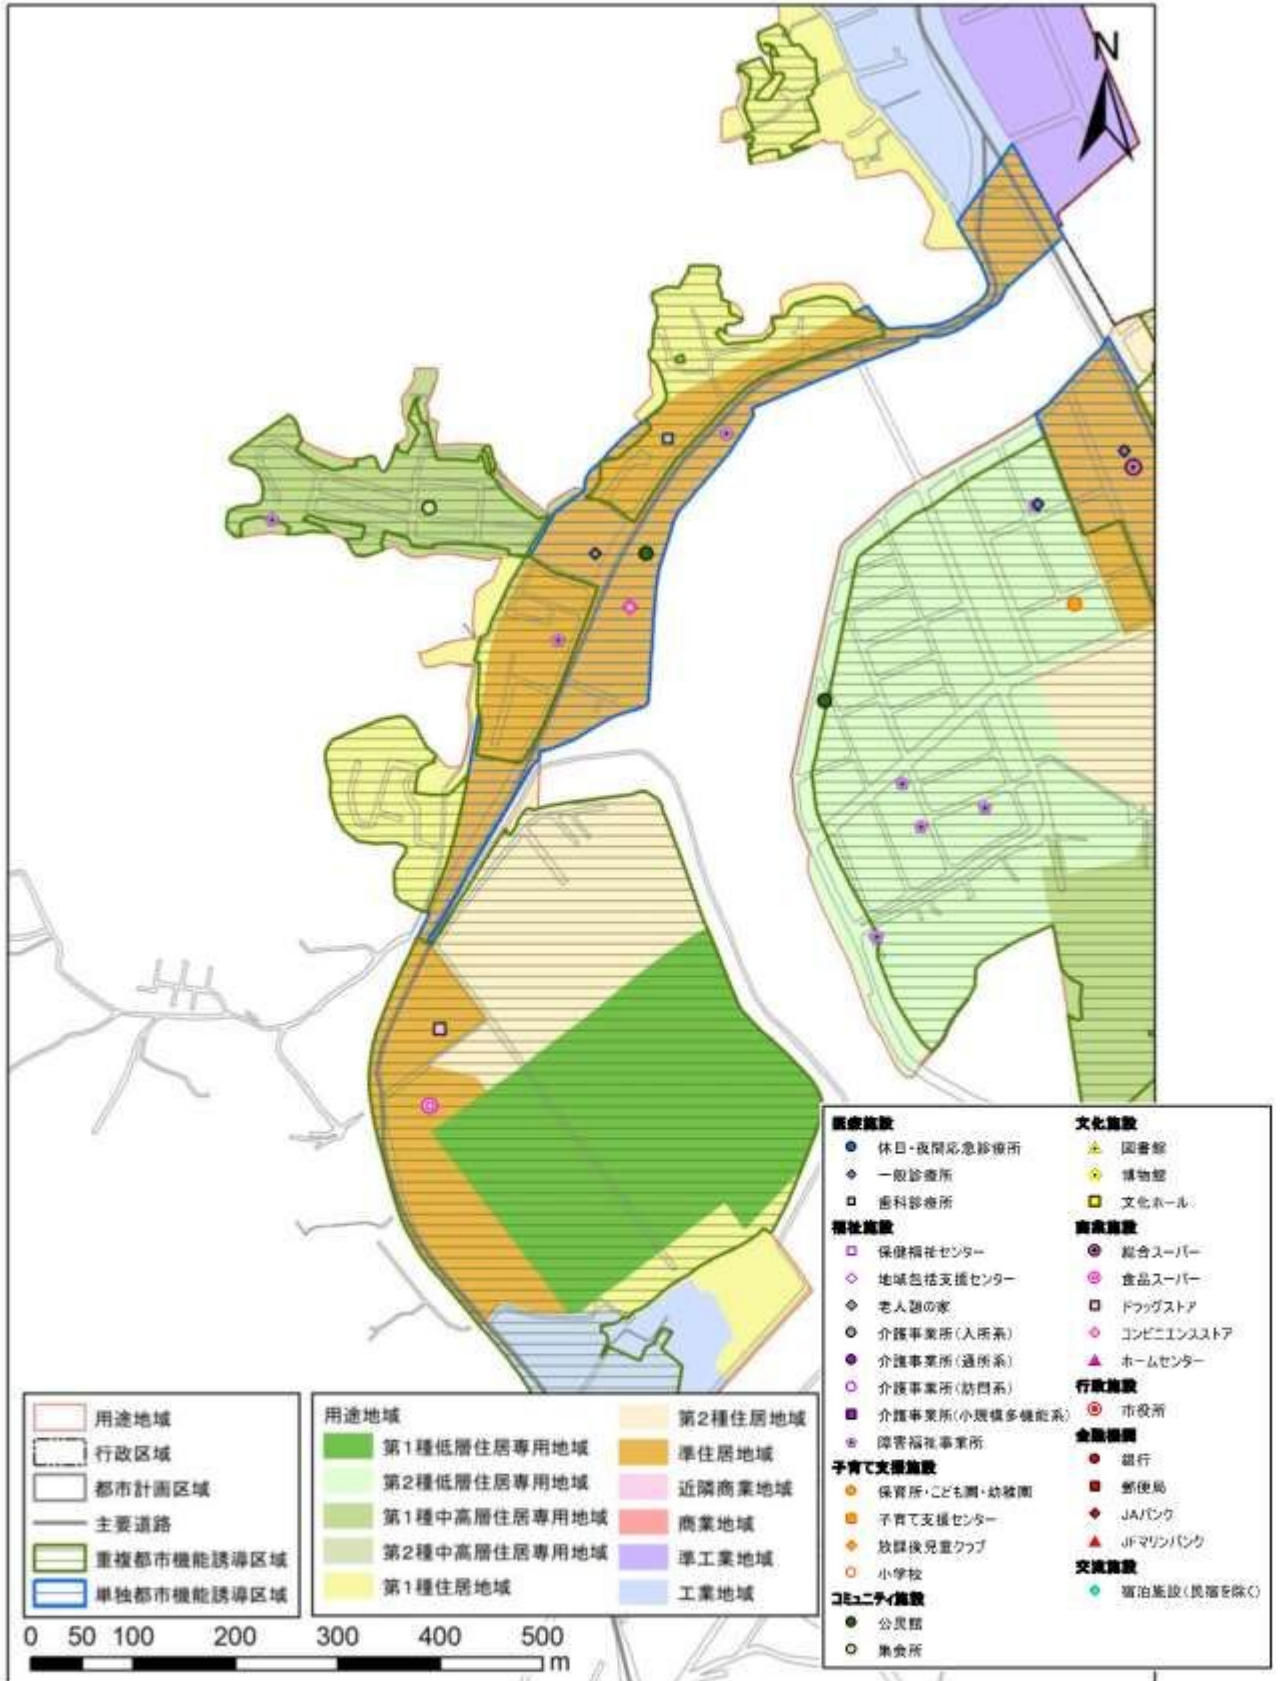 N
用途地域
行政区域
都市計画区域
主要道路
重複都市機能誘導区域
単独都市機能誘導区域
0 50 100 200 300 400 500
m
用途地域
第1種低層住居専用地域
第2種低層住居専用地域
第1種中高層住居専用地域
第2種中高層住居専用地域
第1種住居地域
第2種住居地域
準住居地域
近隣商業地域
商業地域
準工業地域
工業地域
医療施設
休日・夜間応急診療所
一般診療所
歯科診療所
福祉施設
保健福祉センター
地域包括支援センター
老人憩の家
介護事業所(入所系)
介護事業所(通所系)
介護事業所(訪問系)
介護事業所(小規模多機能系)
障害福祉事業所
子育て支援施設
保育所・こども園・幼稚園
子育て支援センター
放課後児童クラブ
小学校
コミュニティ施設
公民館
集会所
文化施設
図書館
博物館
文化ホール
商業施設
総合スーパー
食品スーパー
ドラッグストア
コンビニエンスストア
ホームセンター
行政施設
市役所
金融機関
銀行
郵便局
JAバンク
JFマリンバンク
交流施設
宿泊施設(民宿を除く)